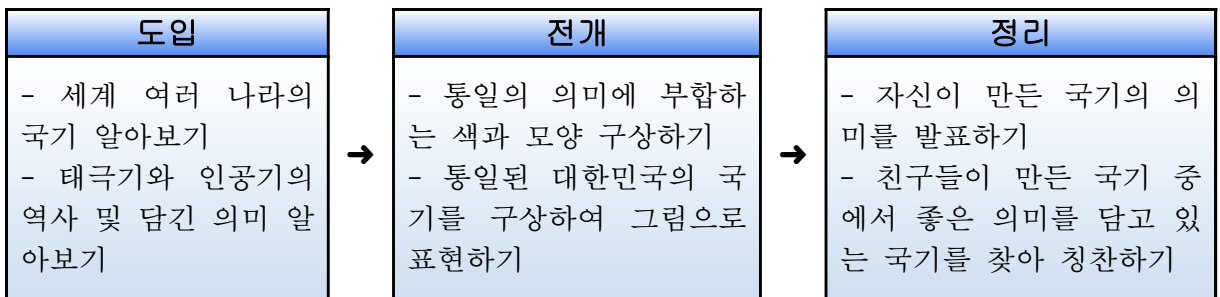 도입
- 세계 여러 나라의
국기 알아보기
- 태극기와 인공기의
역사 및 담긴 의미 알
아보기
➜
전개
- 통일의 의미에 부합하
는 색과 모양 구상하기
- 통일된 대한민국의 국
기를 구상하여 그림으로
표현하기
➜
정리
- 자신이 만든 국기의 의
미를 발표하기
- 친구들이 만든 국기 중
에서 좋은 의미를 담고 있
는 국기를 찾아 칭찬하기